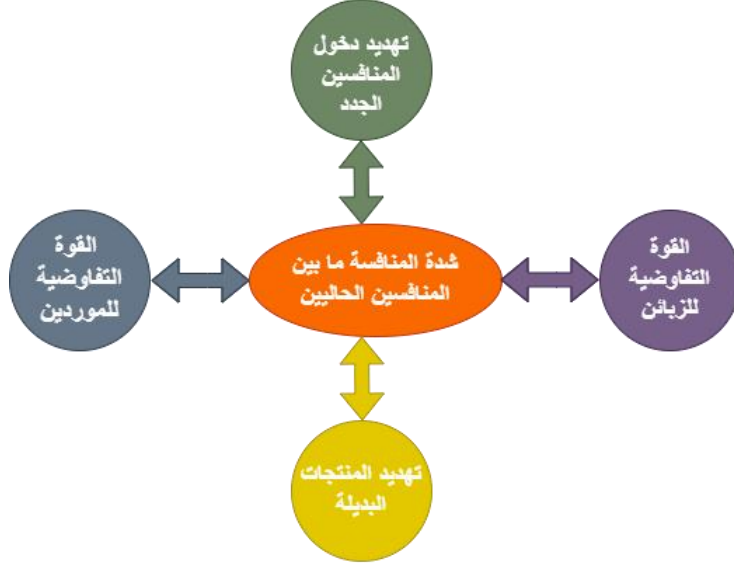 تهديد دخول
المنافسين
الجدد
القوة
التفاوضية
للزبائن
شدة المنافسة ما بين
المنافسين الحاليين
القوة
التفاوضية
للموردين
تهديد المنتجات
البديلة